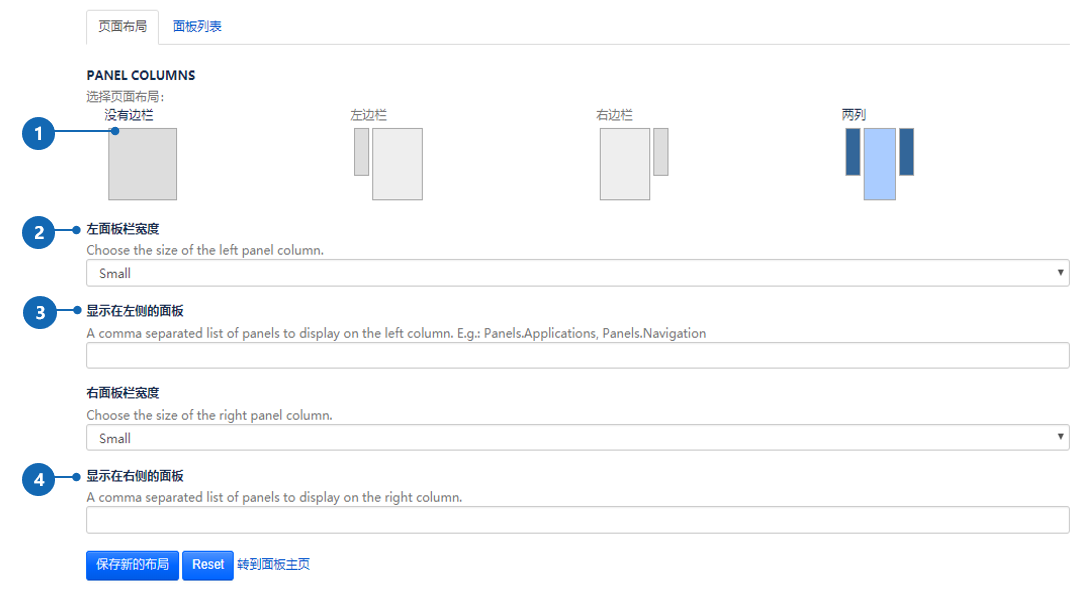 页面布局 面板列表
PANEL COLUMNS
选择页面布局:
没有边栏 左边栏 右边栏 两列
1
2 左面板栏宽度
Choose the size of the left panel column.
Small
3 显示在左侧的面板
A comma separated list of panels to display on the left column. E.g.: Panels.Applications, Panels.Navigation
右面板栏宽度
Choose the size of the right panel column.
Small
4 显示在右侧的面板
A comma separated list of panels to display on the right column.
保存新的布局 Reset 转到面板主页